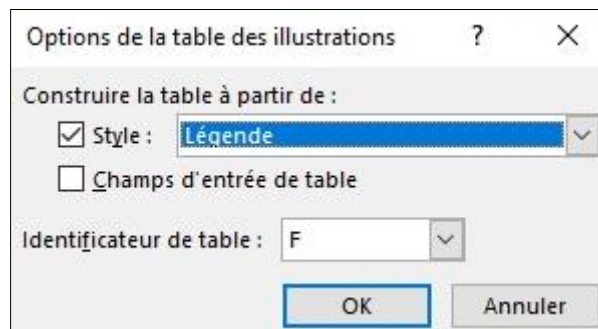 Options de la table des illustrations ? ×
Construire la table à partir de :
Style : Légende
Champs d'entrée de table
Identificateur de table : F
OK Annuler